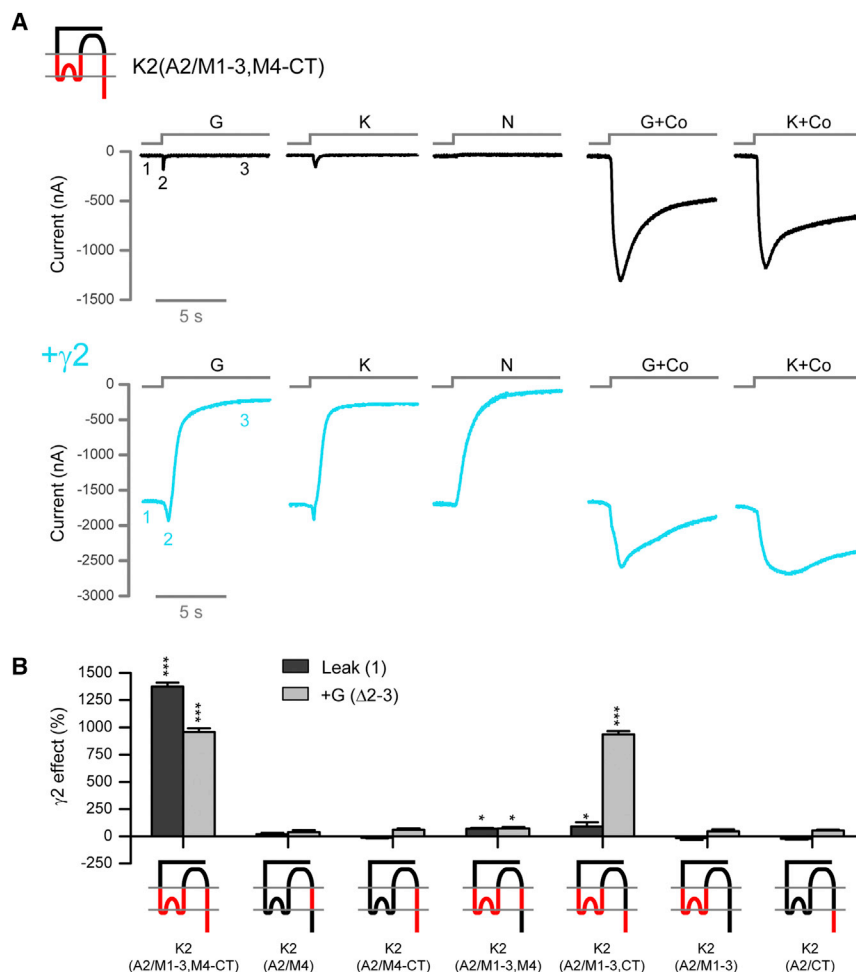 A
K2(A2/M1-3,M4-CT)
G K N G+Co K+Co
0
-500
-1000
-1500
Current (nA)
1 2 3
5 s
+γ2
G K N G+Co K+Co
0
-500
-1000
-1500
-2000
-2500
-3000
Current (nA)
1 2 3
5 s
B
1500
1250
1000
750
500
250
0
-250
γ2 effect (%)
Leak (1)
+G (Δ2-3)
*** *** * * * ***
K2 K2 K2 K2 K2 K2 K2
(A2/M1-3,M4-CT) (A2/M4) (A2/M4-CT) (A2/M1-3,M4) (A2/M1-3,CT) (A2/M1-3) (A2/CT)